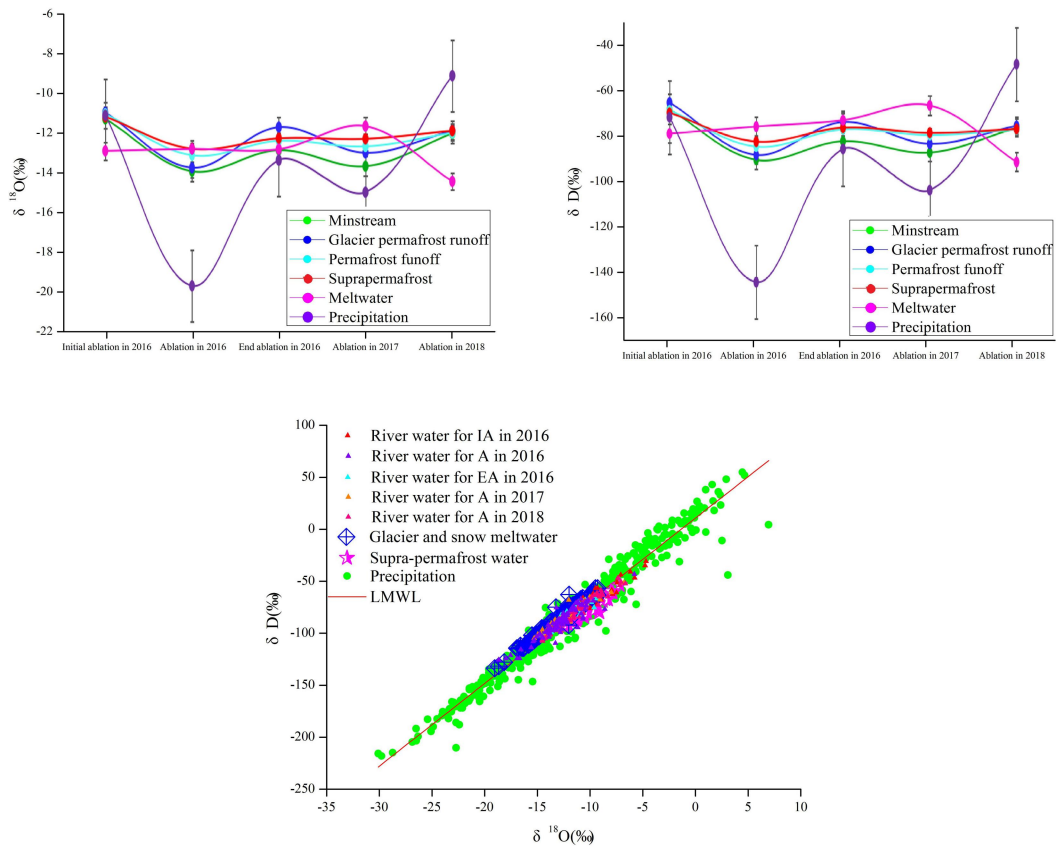 -6
-8
-10
-12
-14
-16
-18
-20
-22
δ 18O(‰)
Minstream
Glacier permafrost runoff
Permafrost funoff
Suprapermafrost
Meltwater
Precipitation
Initial ablation in 2016
Ablation in 2016
End ablation in 2016
Ablation in 2017
Ablation in 2018
-40
-60
-80
-100
-120
-140
-160
δ D(‰)
Minstream
Glacier permafrost runoff
Permafrost funoff
Suprapermafrost
Meltwater
Precipitation
Initial ablation in 2016
Ablation in 2016
End ablation in 2016
Ablation in 2017
Ablation in 2018
100
50
0
-50
-100
-150
-200
-250
δ D(‰)
River water for IA in 2016
River water for A in 2016
River water for EA in 2016
River water for A in 2017
River water for A in 2018
Glacier and snow meltwater
Supra-permafrost water
Precipitation
LMWL
-35 -30 -25 -20 -15 -10 -5 0 5 10
δ 18O(‰)